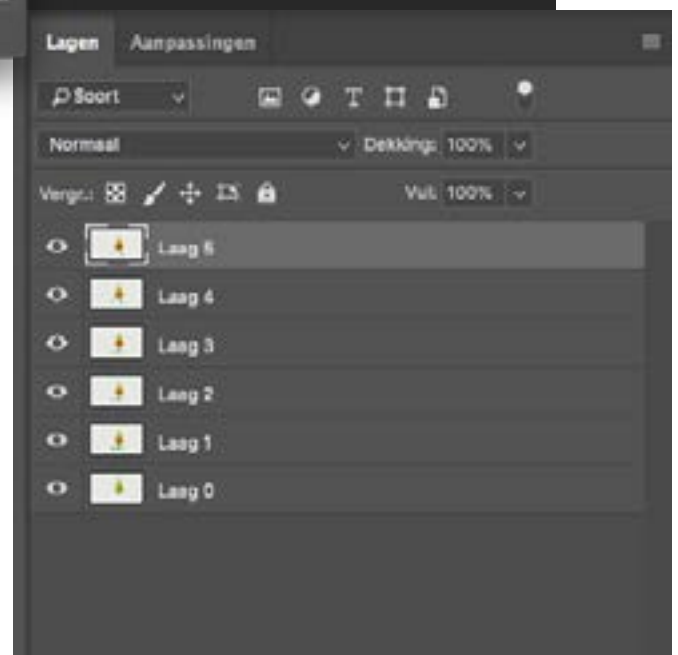 Lagen Aanpassingen
Soort
Normaal Dekking: 100%
Vergr.: Vul: 100%
Laag 5
Laag 4
Laag 3
Laag 2
Laag 1
Laag 0